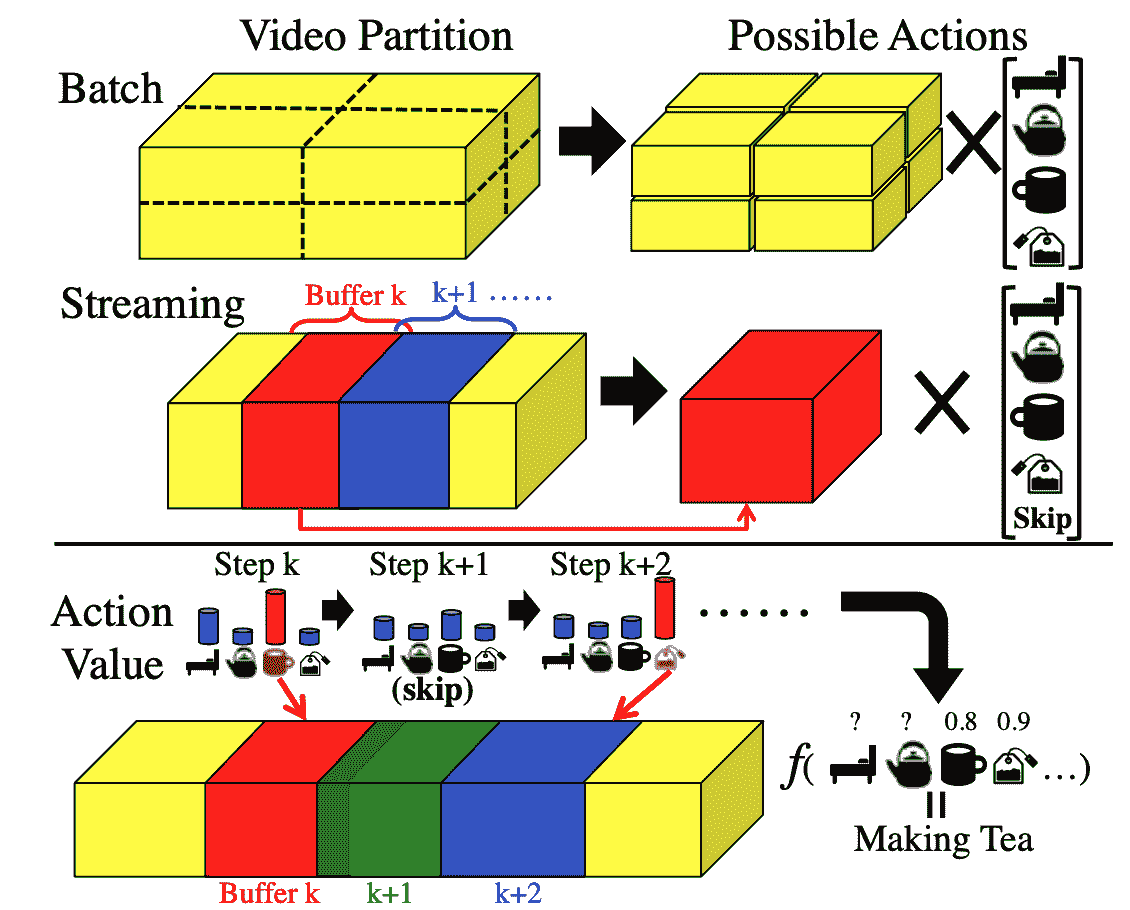 Video Partition
Possible Actions
Batch
Streaming
Buffer k
k+1 ......
Skip
Step k
Step k+1
Step k+2
Action
Value
(skip)
......
? ? 0.8 0.9
f( ...)
=
Making Tea
Buffer k
k+1
k+2